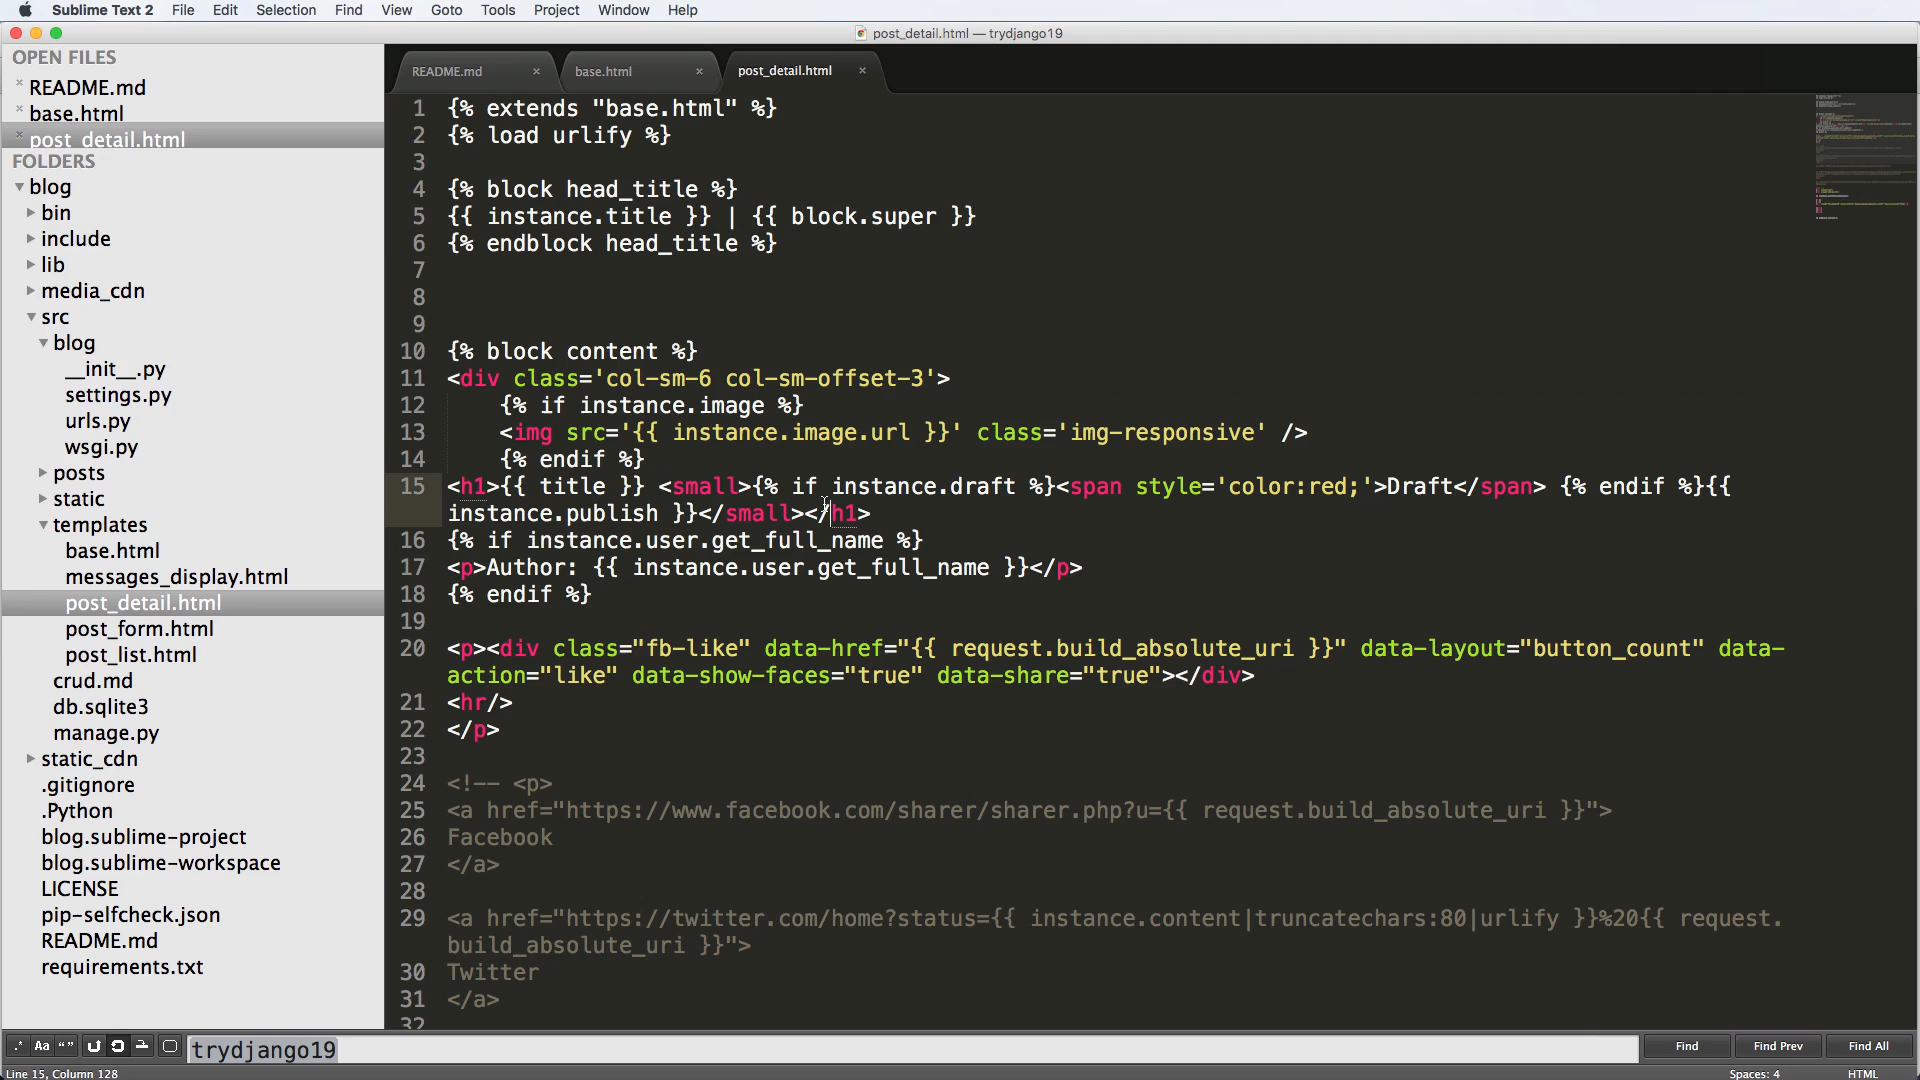 Sublime Text 2 File Edit Selection Find View Goto Tools Project Window Help
post_detail.html — trydjango19
OPEN FILES
README.md
base.html
post_detail.html
FOLDERS
blog
bin
include
lib
media_cdn
src
blog
__init__.py
settings.py
urls.py
wsgi.py
posts
static
templates
base.html
messages_display.html
post_detail.html
post_form.html
post_list.html
crud.md
db.sqlite3
manage.py
static_cdn
.gitignore
.Python
blog.sublime-project
blog.sublime-workspace
LICENSE
pip-selfcheck.json
README.md
requirements.txt
README.md × base.html × post_detail.html ×
1 {% extends "base.html" %}
2 {% load urlify %}
3
4 {% block head_title %}
5 {{ instance.title }} | {{ block.super }}
6 {% endblock head_title %}
7
8
9
10 {% block content %}
11 <div class='col-sm-6 col-sm-offset-3'>
12 {% if instance.image %}
13 <img src='{{ instance.image.url }}' class='img-responsive' />
14 {% endif %}
15 <h1>{{ title }} <small>{% if instance.draft %}<span style='color:red;'>Draft</span> {% endif %}{{
instance.publish }}</small></h1>
16 {% if instance.user.get_full_name %}
17 <p>Author: {{ instance.user.get_full_name }}</p>
18 {% endif %}
19
20 <p><div class="fb-like" data-href="{{ request.build_absolute_uri }}" data-layout="button_count" data-
action="like" data-show-faces="true" data-share="true"></div>
21 <hr/>
22 </p>
23
24 <!-- <p>
25 <a href="https://www.facebook.com/sharer/sharer.php?u={{ request.build_absolute_uri }}">
26 Facebook
27 </a>
28
29 <a href="https://twitter.com/home?status={{ instance.content|truncatechars:80|urlify }}%20{{ request.
build_absolute_uri }}">
30 Twitter
31 </a>
32
.* Aa “” trydjango19 Find Find Prev Find All
Line 15, Column 128 Spaces: 4 HTML